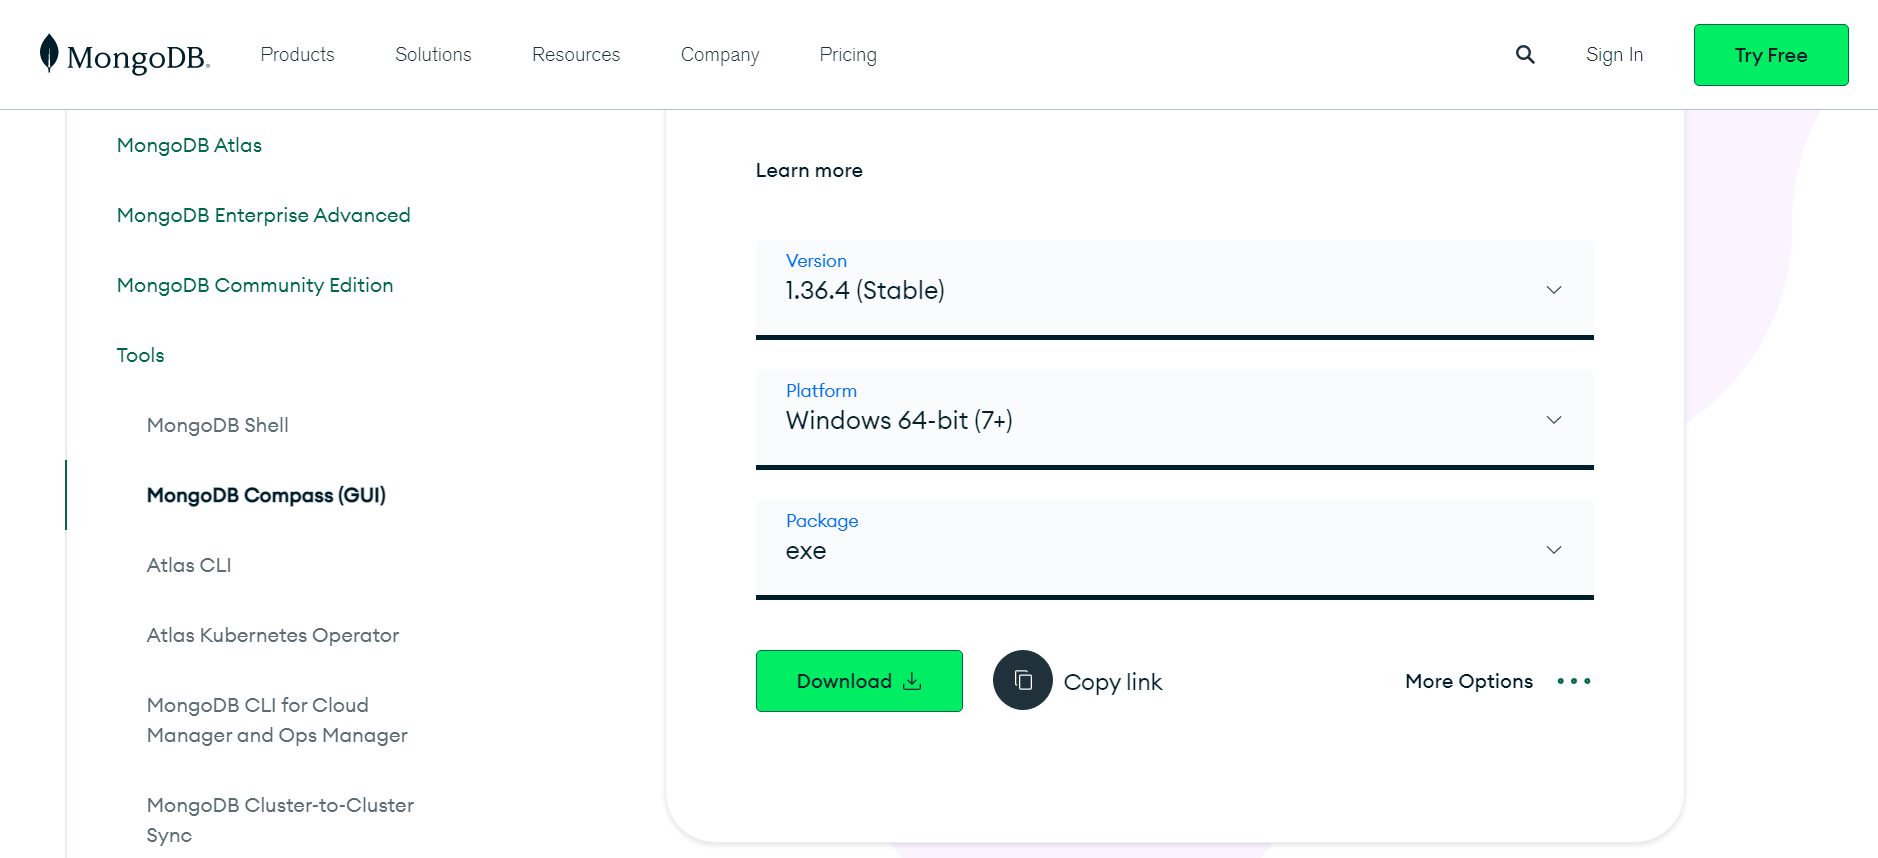 MongoDB.
Products
Solutions
Resources
Company
Pricing
Sign In
Try Free
MongoDB Atlas
MongoDB Enterprise Advanced
MongoDB Community Edition
Tools
MongoDB Shell
MongoDB Compass (GUI)
Atlas CLI
Atlas Kubernetes Operator
MongoDB CLI for Cloud
Manager and Ops Manager
MongoDB Cluster-to-Cluster
Sync
Learn more
Version
1.36.4 (Stable)
Platform
Windows 64-bit (7+)
Package
exe
Download
Copy link
More Options